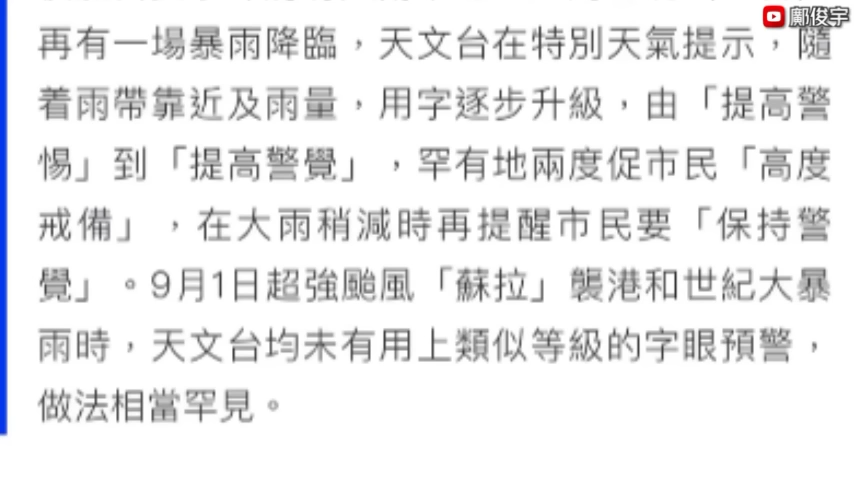 鄺俊宇
再有一場暴雨降臨，天文台在特別天氣提示，隨
着雨帶靠近及雨量，用字逐步升級，由「提高警
惕」到「提高警覺」，罕有地兩度促市民「高度
戒備」，在大雨稍減時再提醒市民要「保持警
覺」。9月1日超強颱風「蘇拉」襲港和世紀大暴
雨時，天文台均未有用上類似等級的字眼預警，
做法相當罕見。